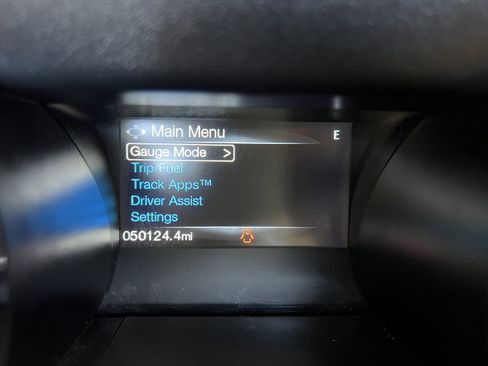 Main Menu
E
Gauge Mode >
Trip/Fuel
Track Apps™
Driver Assist
Settings
050124.4mi